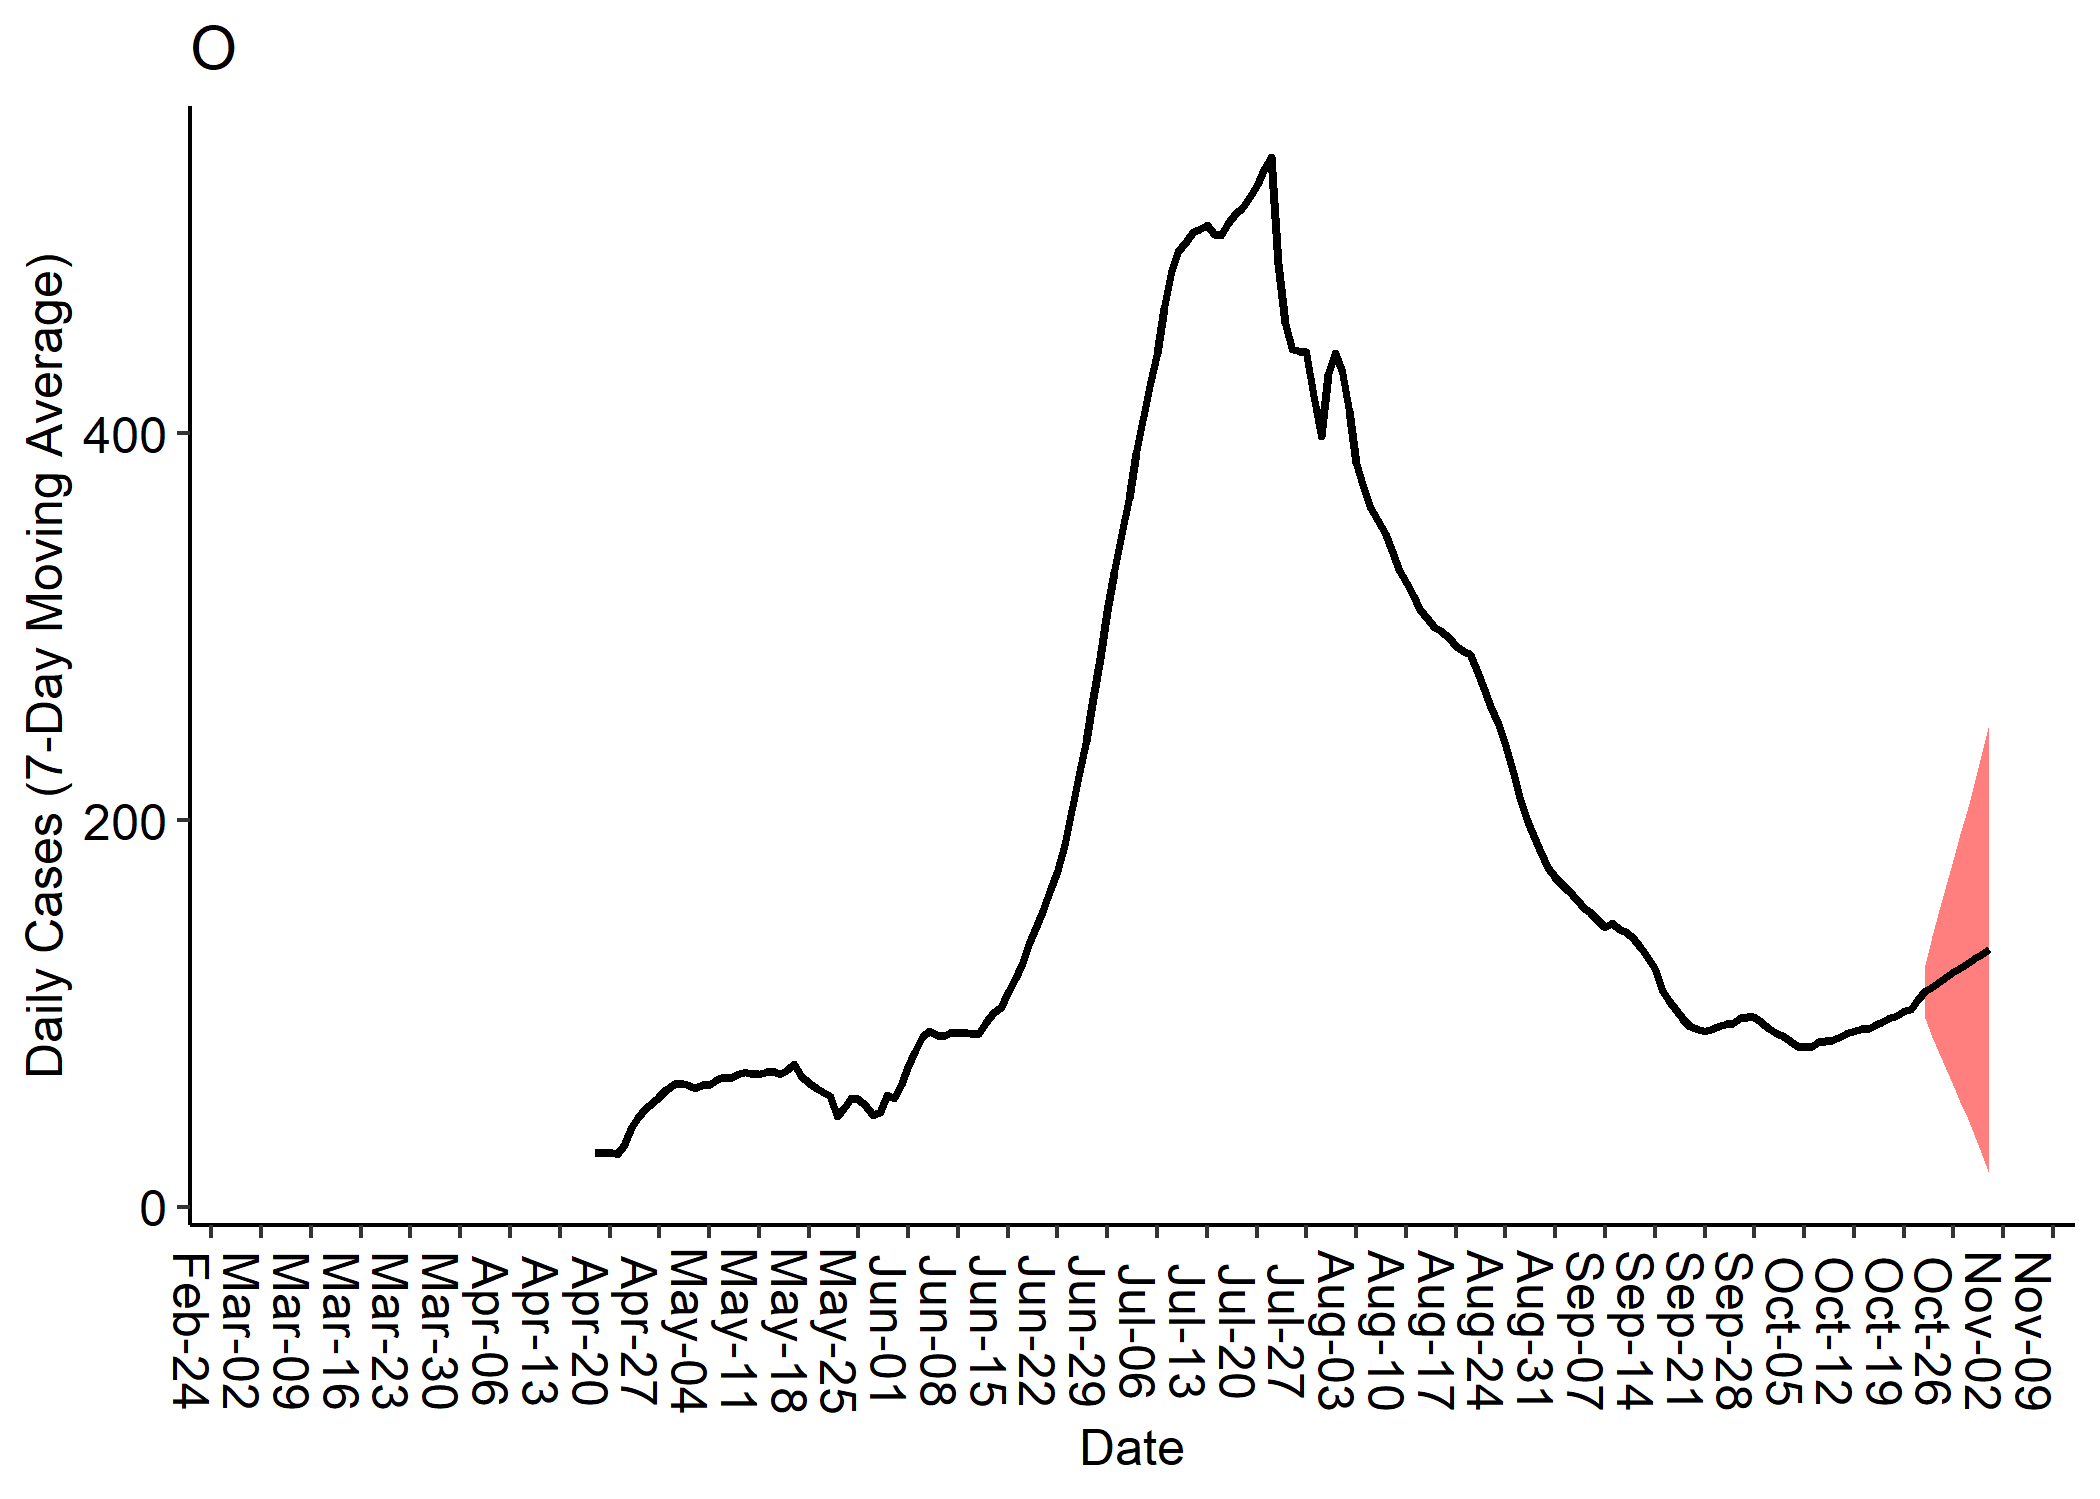 O
Daily Cases (7-Day Moving Average)
400
200
0
Feb-24
Mar-02
Mar-09
Mar-16
Mar-23
Mar-30
Apr-06
Apr-13
Apr-20
Apr-27
May-04
May-11
May-18
May-25
Jun-01
Jun-08
Jun-15
Jun-22
Jun-29
Jul-06
Jul-13
Jul-20
Jul-27
Aug-03
Aug-10
Aug-17
Aug-24
Aug-31
Sep-07
Sep-14
Sep-21
Sep-28
Oct-05
Oct-12
Oct-19
Oct-26
Nov-02
Nov-09
Date